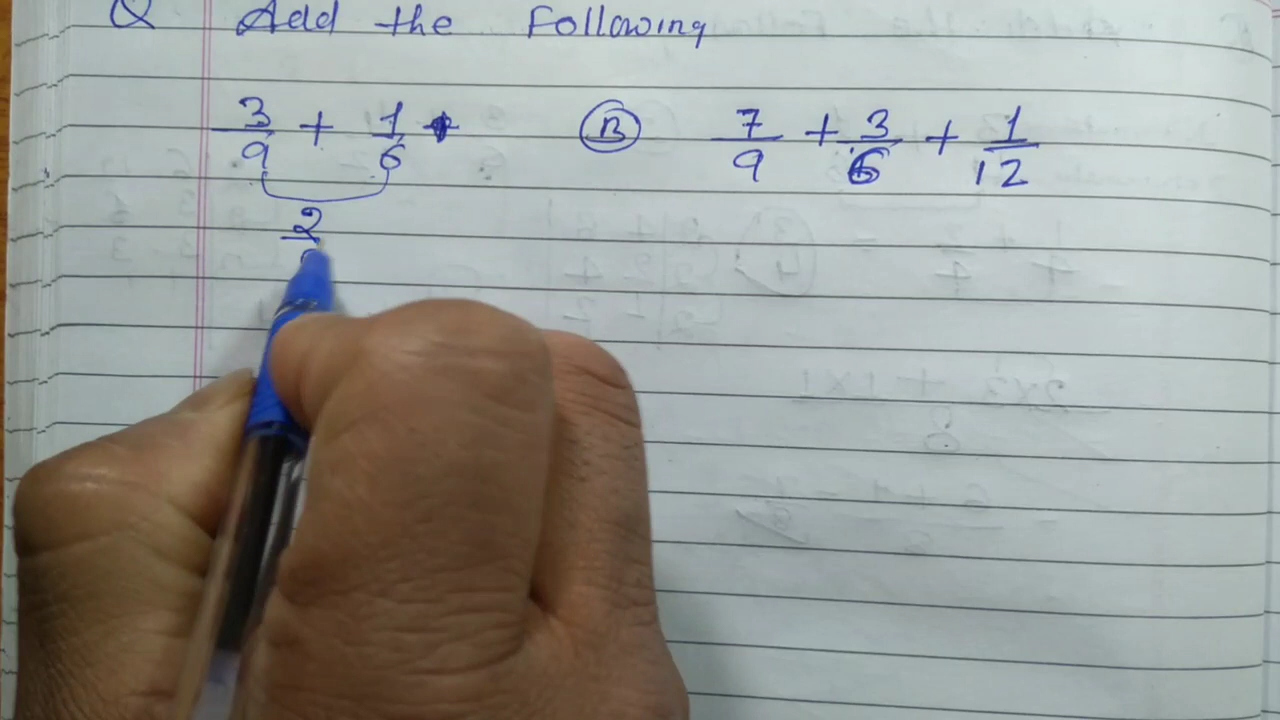 Q Add the Following
3/9 + 1/6 B 7/9 + 3/6 + 1/12
2